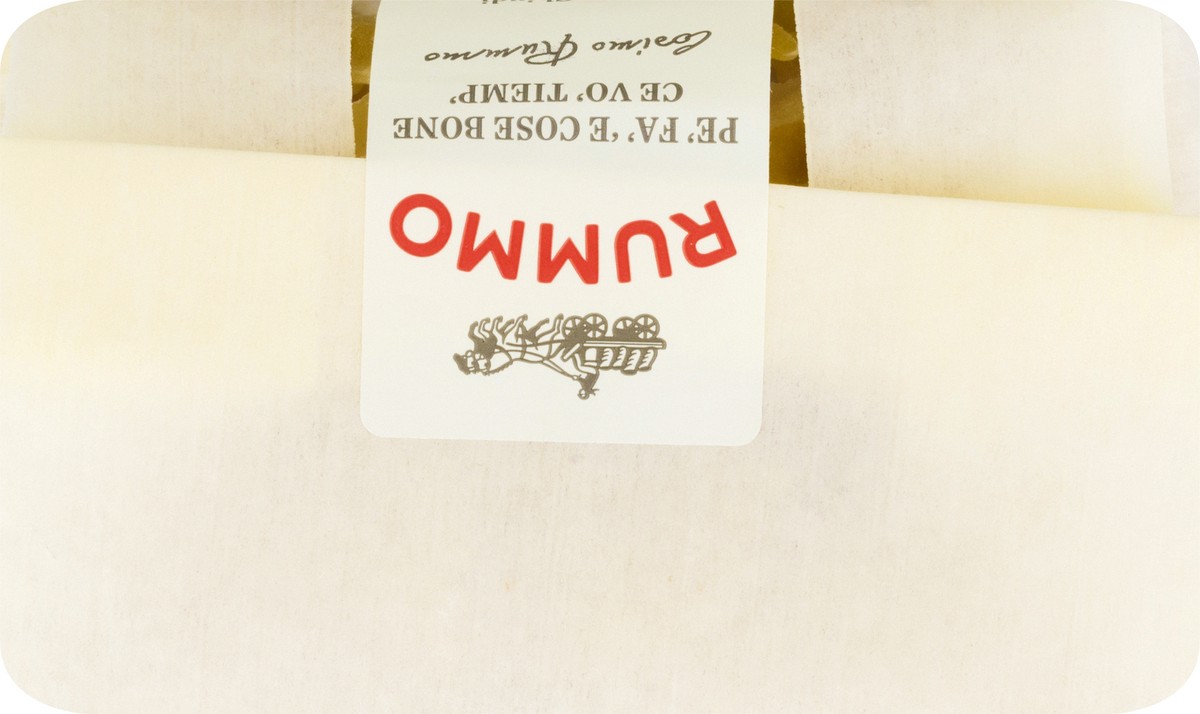 RUMMO
PE' FA' 'E COSE BONE
CE VO' TIEMP'
Cosimo Rummo